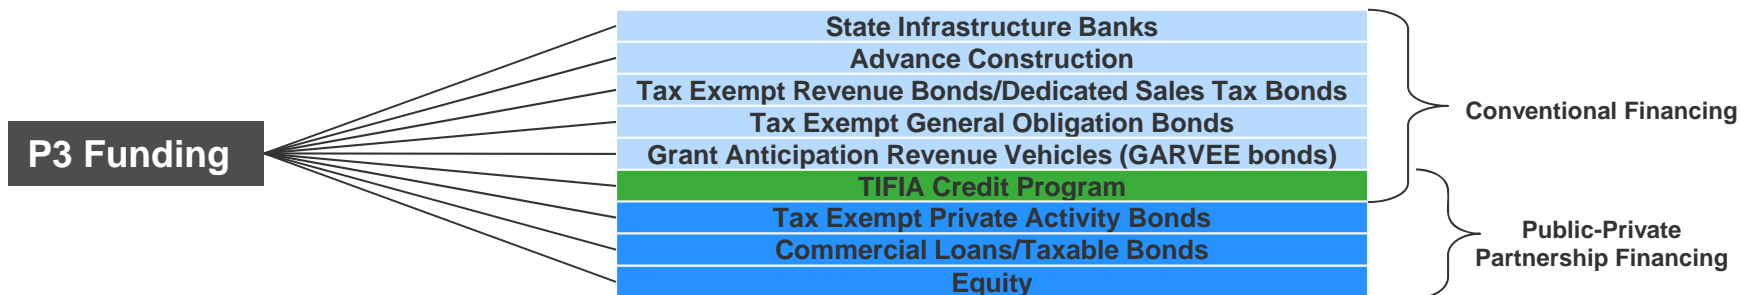 P3 Funding
State Infrastructure Banks
Advance Construction
Tax Exempt Revenue Bonds/Dedicated Sales Tax Bonds
Tax Exempt General Obligation Bonds
Grant Anticipation Revenue Vehicles (GARVEE bonds)
TIFIA Credit Program
Tax Exempt Private Activity Bonds
Commercial Loans/Taxable Bonds
Equity
Conventional Financing
Public-Private
Partnership Financing